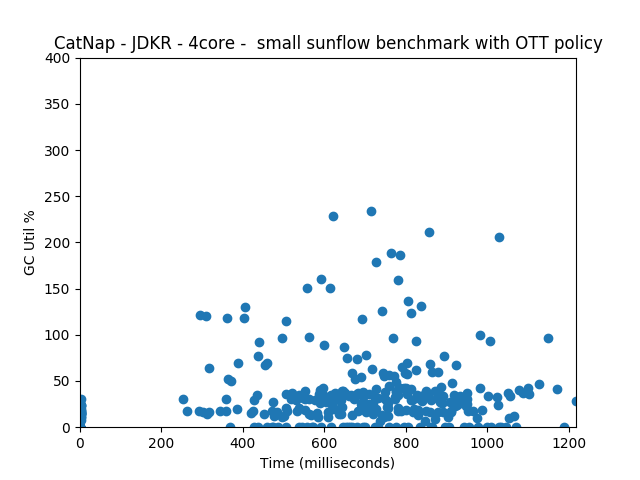 CatNap - JDKR - 4core -  small sunflow benchmark with OTT policy
400
350
300
250
200
150
100
50
0
GC Util %
0 200 400 600 800 1000 1200
Time (milliseconds)